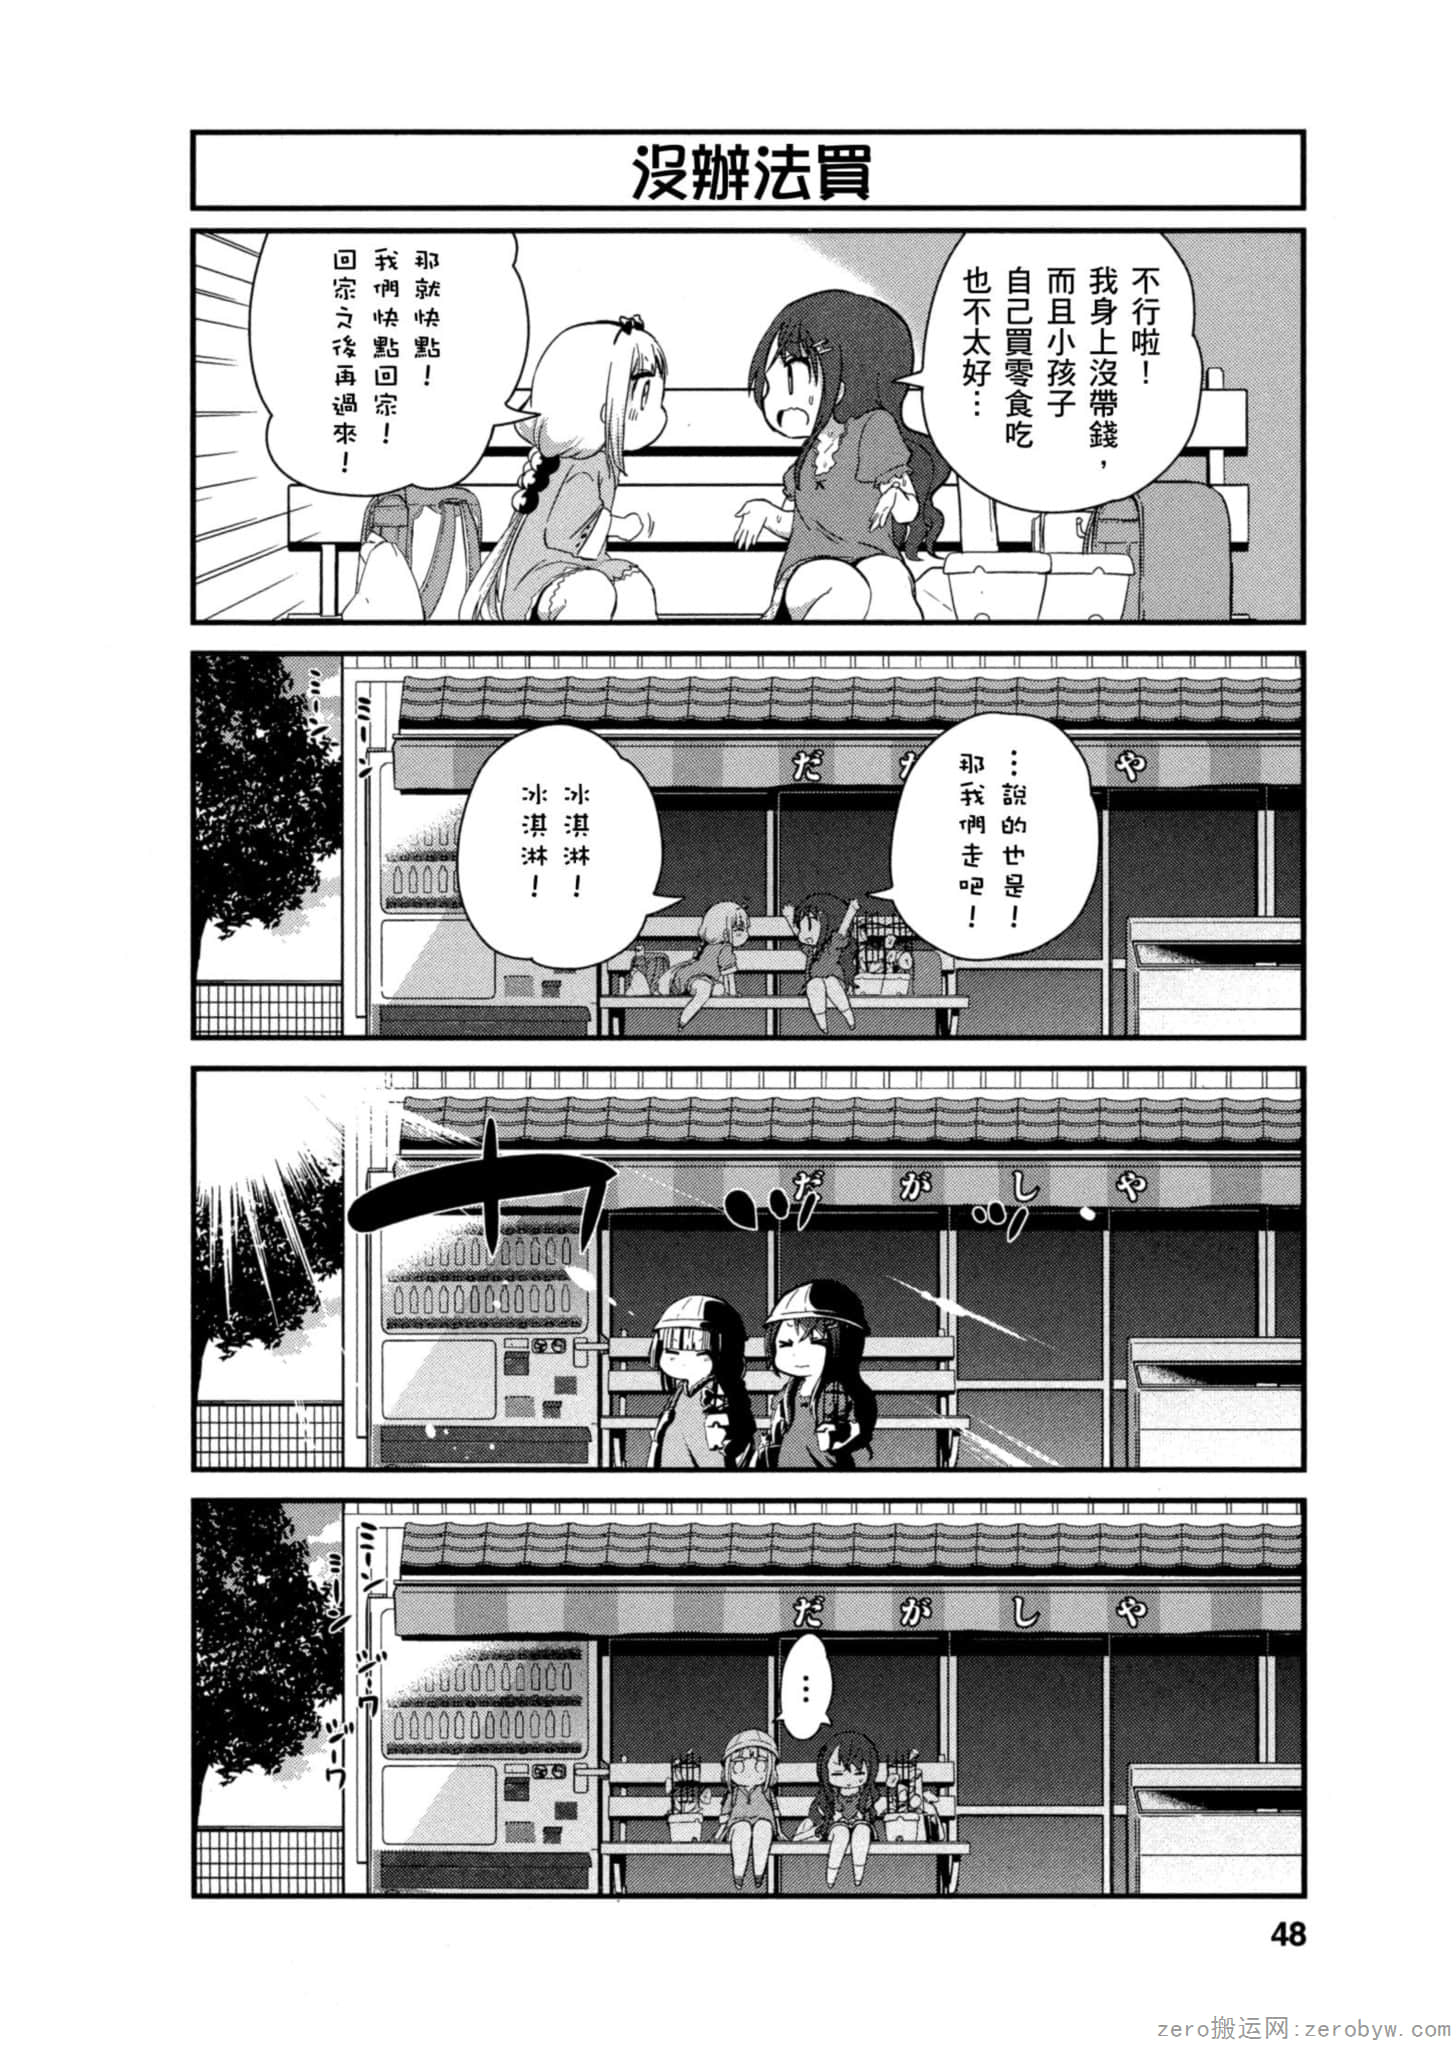 沒辦法買
不行啦！
我身上沒帶錢，
而且小孩子
自己買零食吃
也不太好…
那就快點！
我們快點回家！
回家之後再過來！
…說的也是！
那我們走吧！
冰淇淋！
冰淇淋！
だ
や
ミーン
ミーン
だがしや
だがしや
…
ミーン
ミーン
ジーワ
ジーワ
48
zero搬运网:zerobyw.com